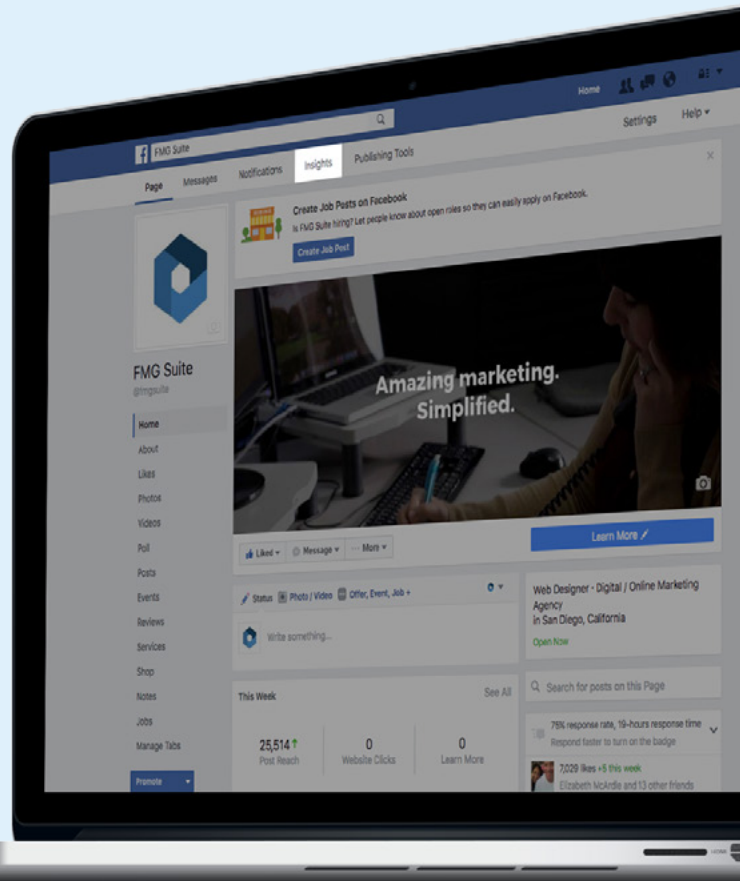 FMG Suite
Home
Page
Messages
Notifications
Insights
Publishing Tools
Settings
Help
Create Job Posts on Facebook
Is FMG Suite hiring? Let people know about open roles so they can easily apply on Facebook.
Create Job Post
Amazing marketing.
Simplified.
FMG Suite
@fmgsuite
Home
About
Likes
Photos
Videos
Poll
Posts
Events
Reviews
Services
Shop
Notes
Jobs
Manage Tabs
Promote
Liked
Message
More
Learn More
Status
Photo / Video
Offer, Event, Job +
Write something...
Web Designer · Digital / Online Marketing
Agency
in San Diego, California
Open Now
This Week
See All
25,514
0
0
Post Reach
Website Clicks
Learn More
Search for posts on this Page
75% response rate, 19-hours response time
Respond faster to turn on the badge
7,029 likes +5 this week
Elizabeth McArdle and 13 other friends